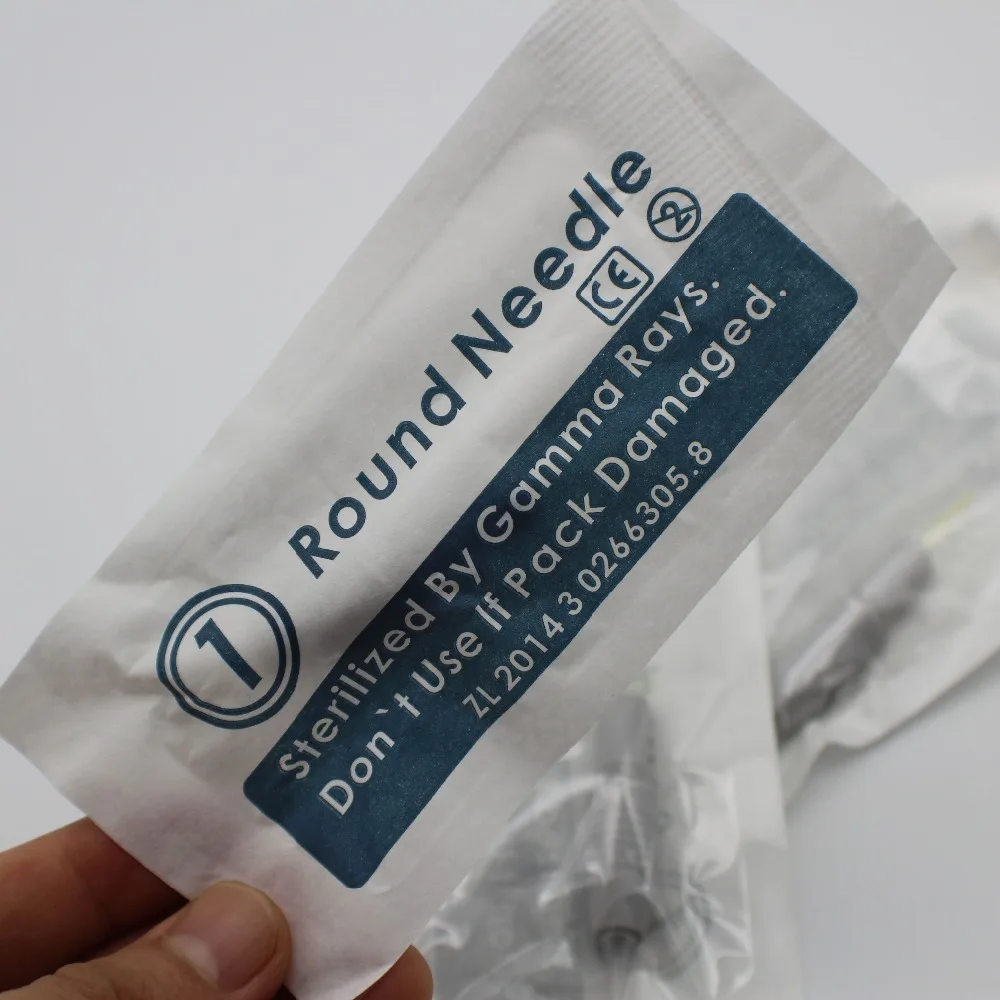 1
Round Needle
CE 2
Sterilized By Gamma Rays.
Don`t Use If Pack Damaged.
ZL 2014 3 0266305.8